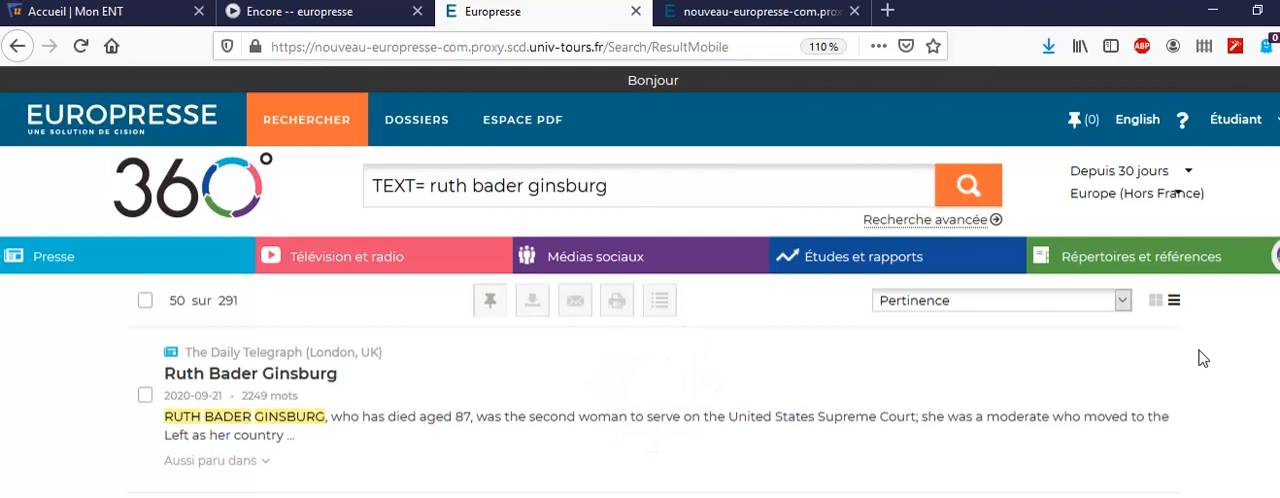 Accueil | Mon ENT
Encore -- europresse
Europresse
nouveau-europresse-com.prox
https://nouveau-europresse-com.proxy.scd.univ-tours.fr/Search/ResultMobile
110 %
ABP
0
Bonjour
EUROPRESSE
UNE SOLUTION DE CISION
RECHERCHER
DOSSIERS
ESPACE PDF
(0)
English
?
Étudiant
360°
TEXT= ruth bader ginsburg
Depuis 30 jours
Europe (Hors France)
Recherche avancée
Presse
Télévision et radio
Médias sociaux
Études et rapports
Répertoires et références
50 sur 291
Pertinence
The Daily Telegraph (London, UK)
Ruth Bader Ginsburg
2020-09-21 • 2249 mots
RUTH BADER GINSBURG, who has died aged 87, was the second woman to serve on the United States Supreme Court; she was a moderate who moved to the
Left as her country ...
Aussi paru dans